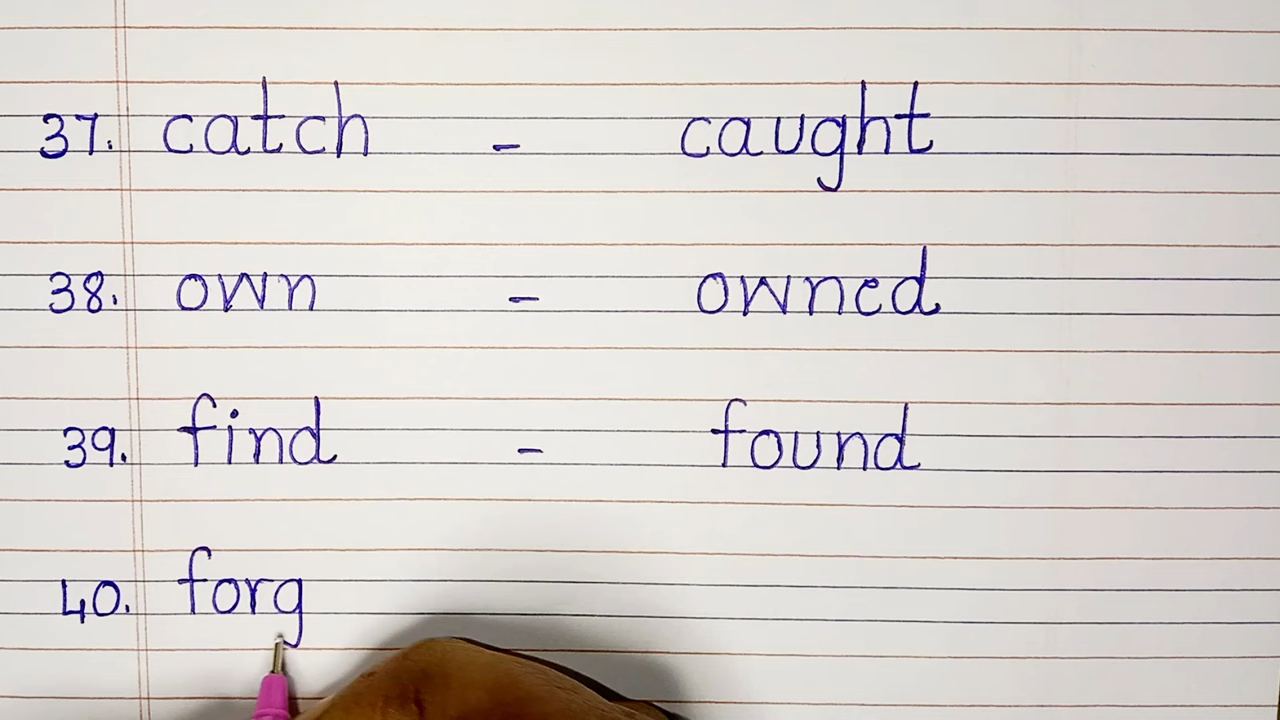 37. catch - caught
38. own - owned
39. find - found
40. forg